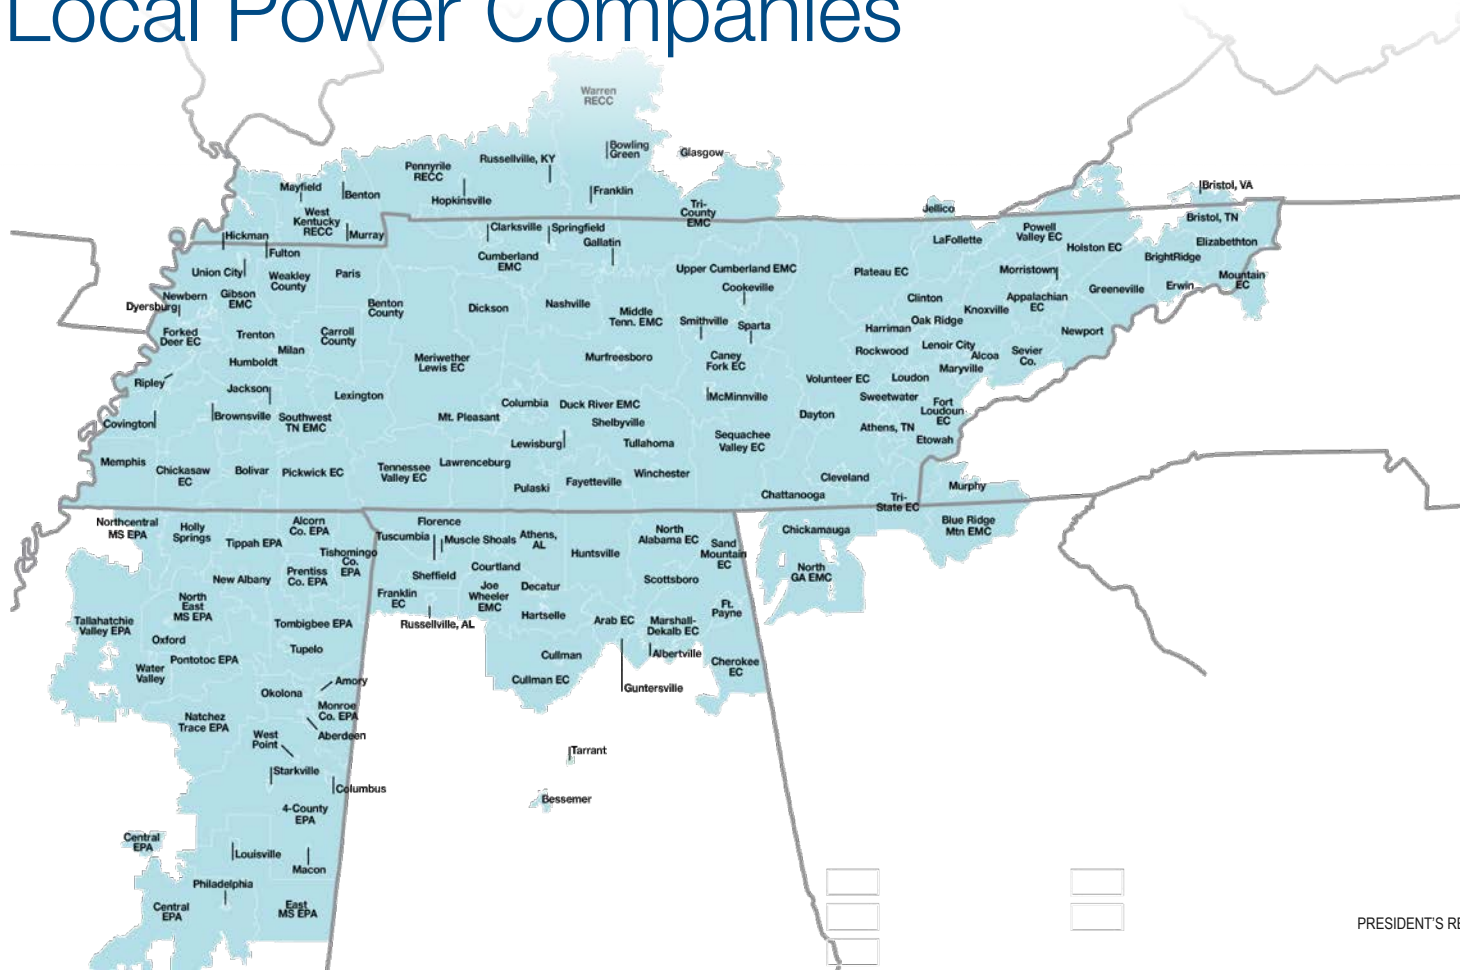 Local Power Companies
Warren
RECC
Bowling
Green
Glasgow
Russellville, KY
Pennyrile
RECC
Hopkinsville
Franklin
Mayfield
Benton
West
Kentucky
RECC
Murray
Hickman
Fulton
Tri-
County
EMC
Jellico
Bristol, VA
Bristol, TN
Clarksville
Springfield
Gallatin
Cumberland
EMC
LaFollette
Powell
Valley EC
Holston EC
Elizabethton
BrightRidge
Mountain
EC
Union City
Weakley
County
Paris
Upper Cumberland EMC
Cookeville
Plateau EC
Morristown
Greeneville
Erwin
Newbern
Dyersburg
Gibson
EMC
Benton
County
Dickson
Nashville
Middle
Tenn. EMC
Smithville
Sparta
Clinton
Oak Ridge
Knoxville
Appalachian
EC
Harriman
Newport
Forked
Deer EC
Trenton
Milan
Humboldt
Carroll
County
Meriwether
Lewis EC
Murfreesboro
Caney
Fork EC
Rockwood
Lenoir City
Alcoa
Maryville
Sevier
Co.
Ripley
Jackson
Lexington
McMinnville
Volunteer EC
Loudon
Sweetwater
Fort
Loudoun
EC
Covington
Brownsville
Southwest
TN EMC
Mt. Pleasant
Columbia
Duck River EMC
Shelbyville
Dayton
Athens, TN
Etowah
Lewisburg
Tullahoma
Sequachee
Valley EC
Memphis
Chickasaw
EC
Bolivar
Pickwick EC
Tennessee
Valley EC
Lawrenceburg
Pulaski
Fayetteville
Winchester
Cleveland
Chattanooga
Tri-
State EC
Murphy
Blue Ridge
Mtn EMC
Chickamauga
North
GA EMC
Northcentral
MS EPA
Holly
Springs
Tippah EPA
Alcorn
Co. EPA
Tishomingo
Co.
EPA
Prentiss
Co. EPA
New Albany
North
East
MS EPA
Tallahatchie
Valley EPA
Oxford
Tombigbee EPA
Tupelo
Pontotoc EPA
Water
Valley
Okolona
Amory
Monroe
Co. EPA
Aberdeen
Natchez
Trace EPA
West
Point
Starkville
Columbus
4-County
EPA
Central
EPA
Louisville
Macon
Philadelphia
Central
EPA
East
MS EPA
Florence
Tuscumbia
Muscle Shoals
Athens,
AL
Huntsville
North
Alabama EC
Sand
Mountain
EC
Sheffield
Courtland
Scottsboro
Franklin
EC
Joe
Wheeler
EMC
Decatur
Hartselle
Ft.
Payne
Russellville, AL
Arab EC
Marshall-
Dekalb EC
Albertville
Cullman
Cherokee
EC
Cullman EC
Guntersville
Tarrant
Bessemer
PRESIDENT'S RE